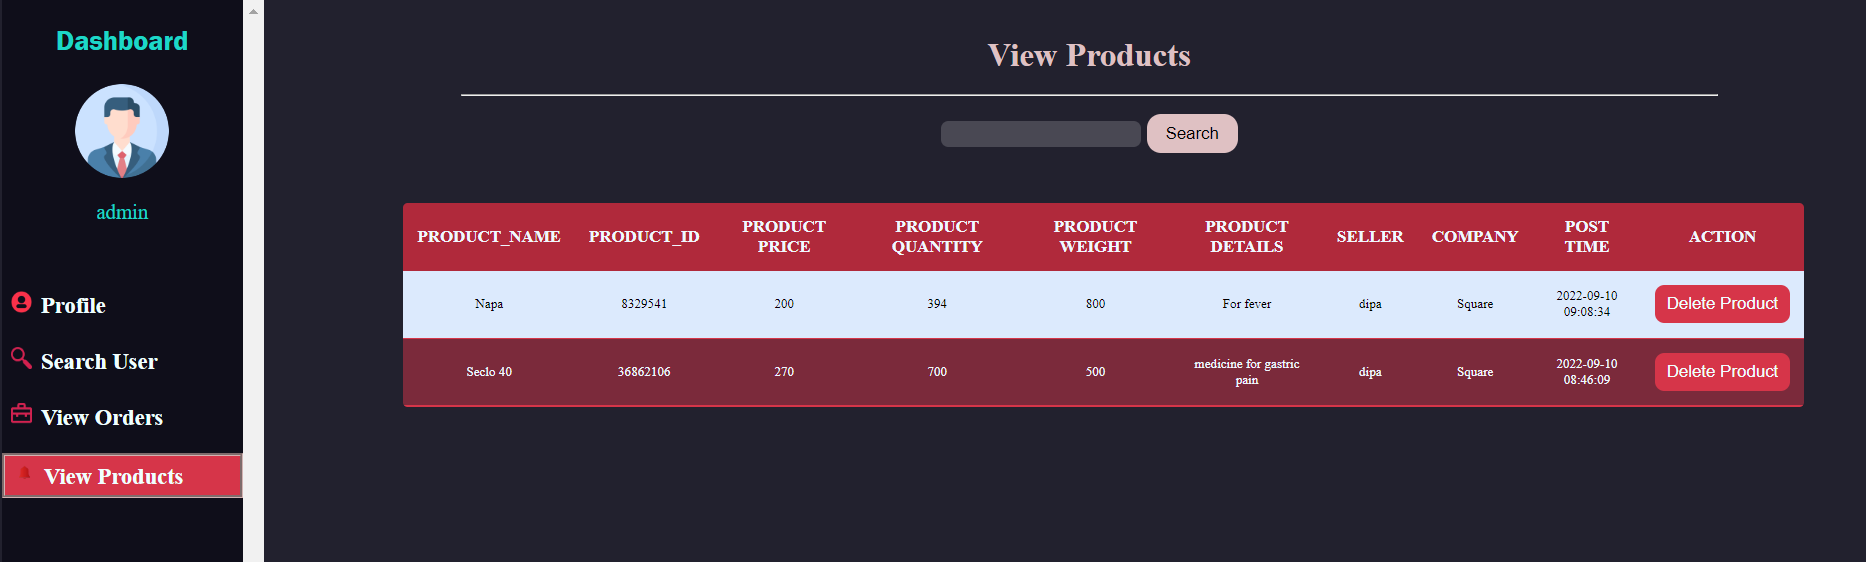 Dashboard
admin
Profile
Search User
View Orders
View Products
View Products
Search
PRODUCT_NAME PRODUCT_ID PRODUCT PRICE PRODUCT QUANTITY PRODUCT WEIGHT PRODUCT DETAILS SELLER COMPANY POST TIME ACTION
Napa 8329541 200 394 800 For fever dipa Square 2022-09-10 09:08:34 Delete Product
Seclo 40 36862106 270 700 500 medicine for gastric pain dipa Square 2022-09-10 08:46:09 Delete Product